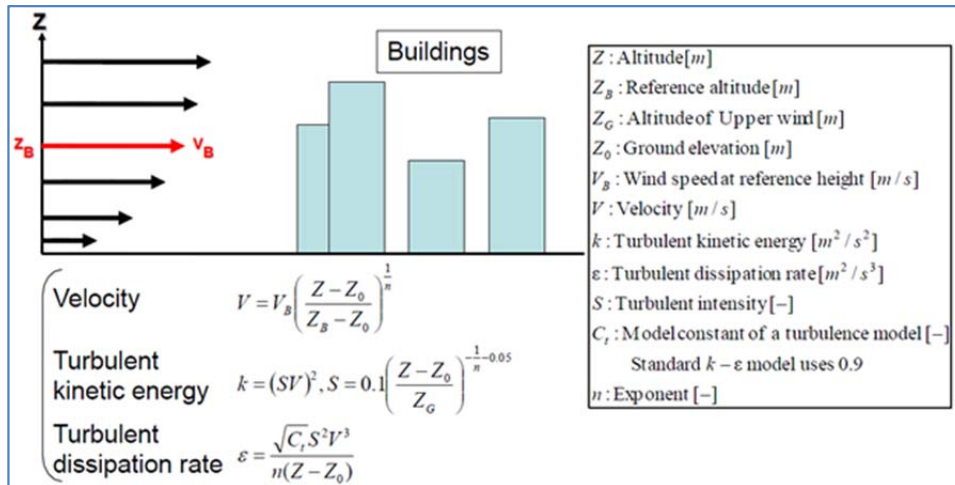 Z
Buildings
Z_B V_B
Velocity V = V_B ( (Z − Z_0) / (Z_B − Z_0) )^{1/n}
Turbulent
kinetic energy k = (SV)^2, S = 0.1 ( (Z − Z_0) / Z_G )^{−1/n −0.05}
Turbulent
dissipation rate ε = √C_t S^2 V^3 / n(Z − Z_0)
Z : Altitude[m]
Z_B : Reference altitude[m]
Z_G : Altitude of Upper wind[m]
Z_0 : Ground elevation [m]
V_B : Wind speed at reference height [m/s]
V : Velocity [m/s]
k : Turbulent kinetic energy [m^2/s^2]
ε : Turbulent dissipation rate[m^2/s^3]
S : Turbulent intensity[−]
C_t : Model constant of a turbulence model [−]
Standard k − ε model uses 0.9
n : Exponent [−]